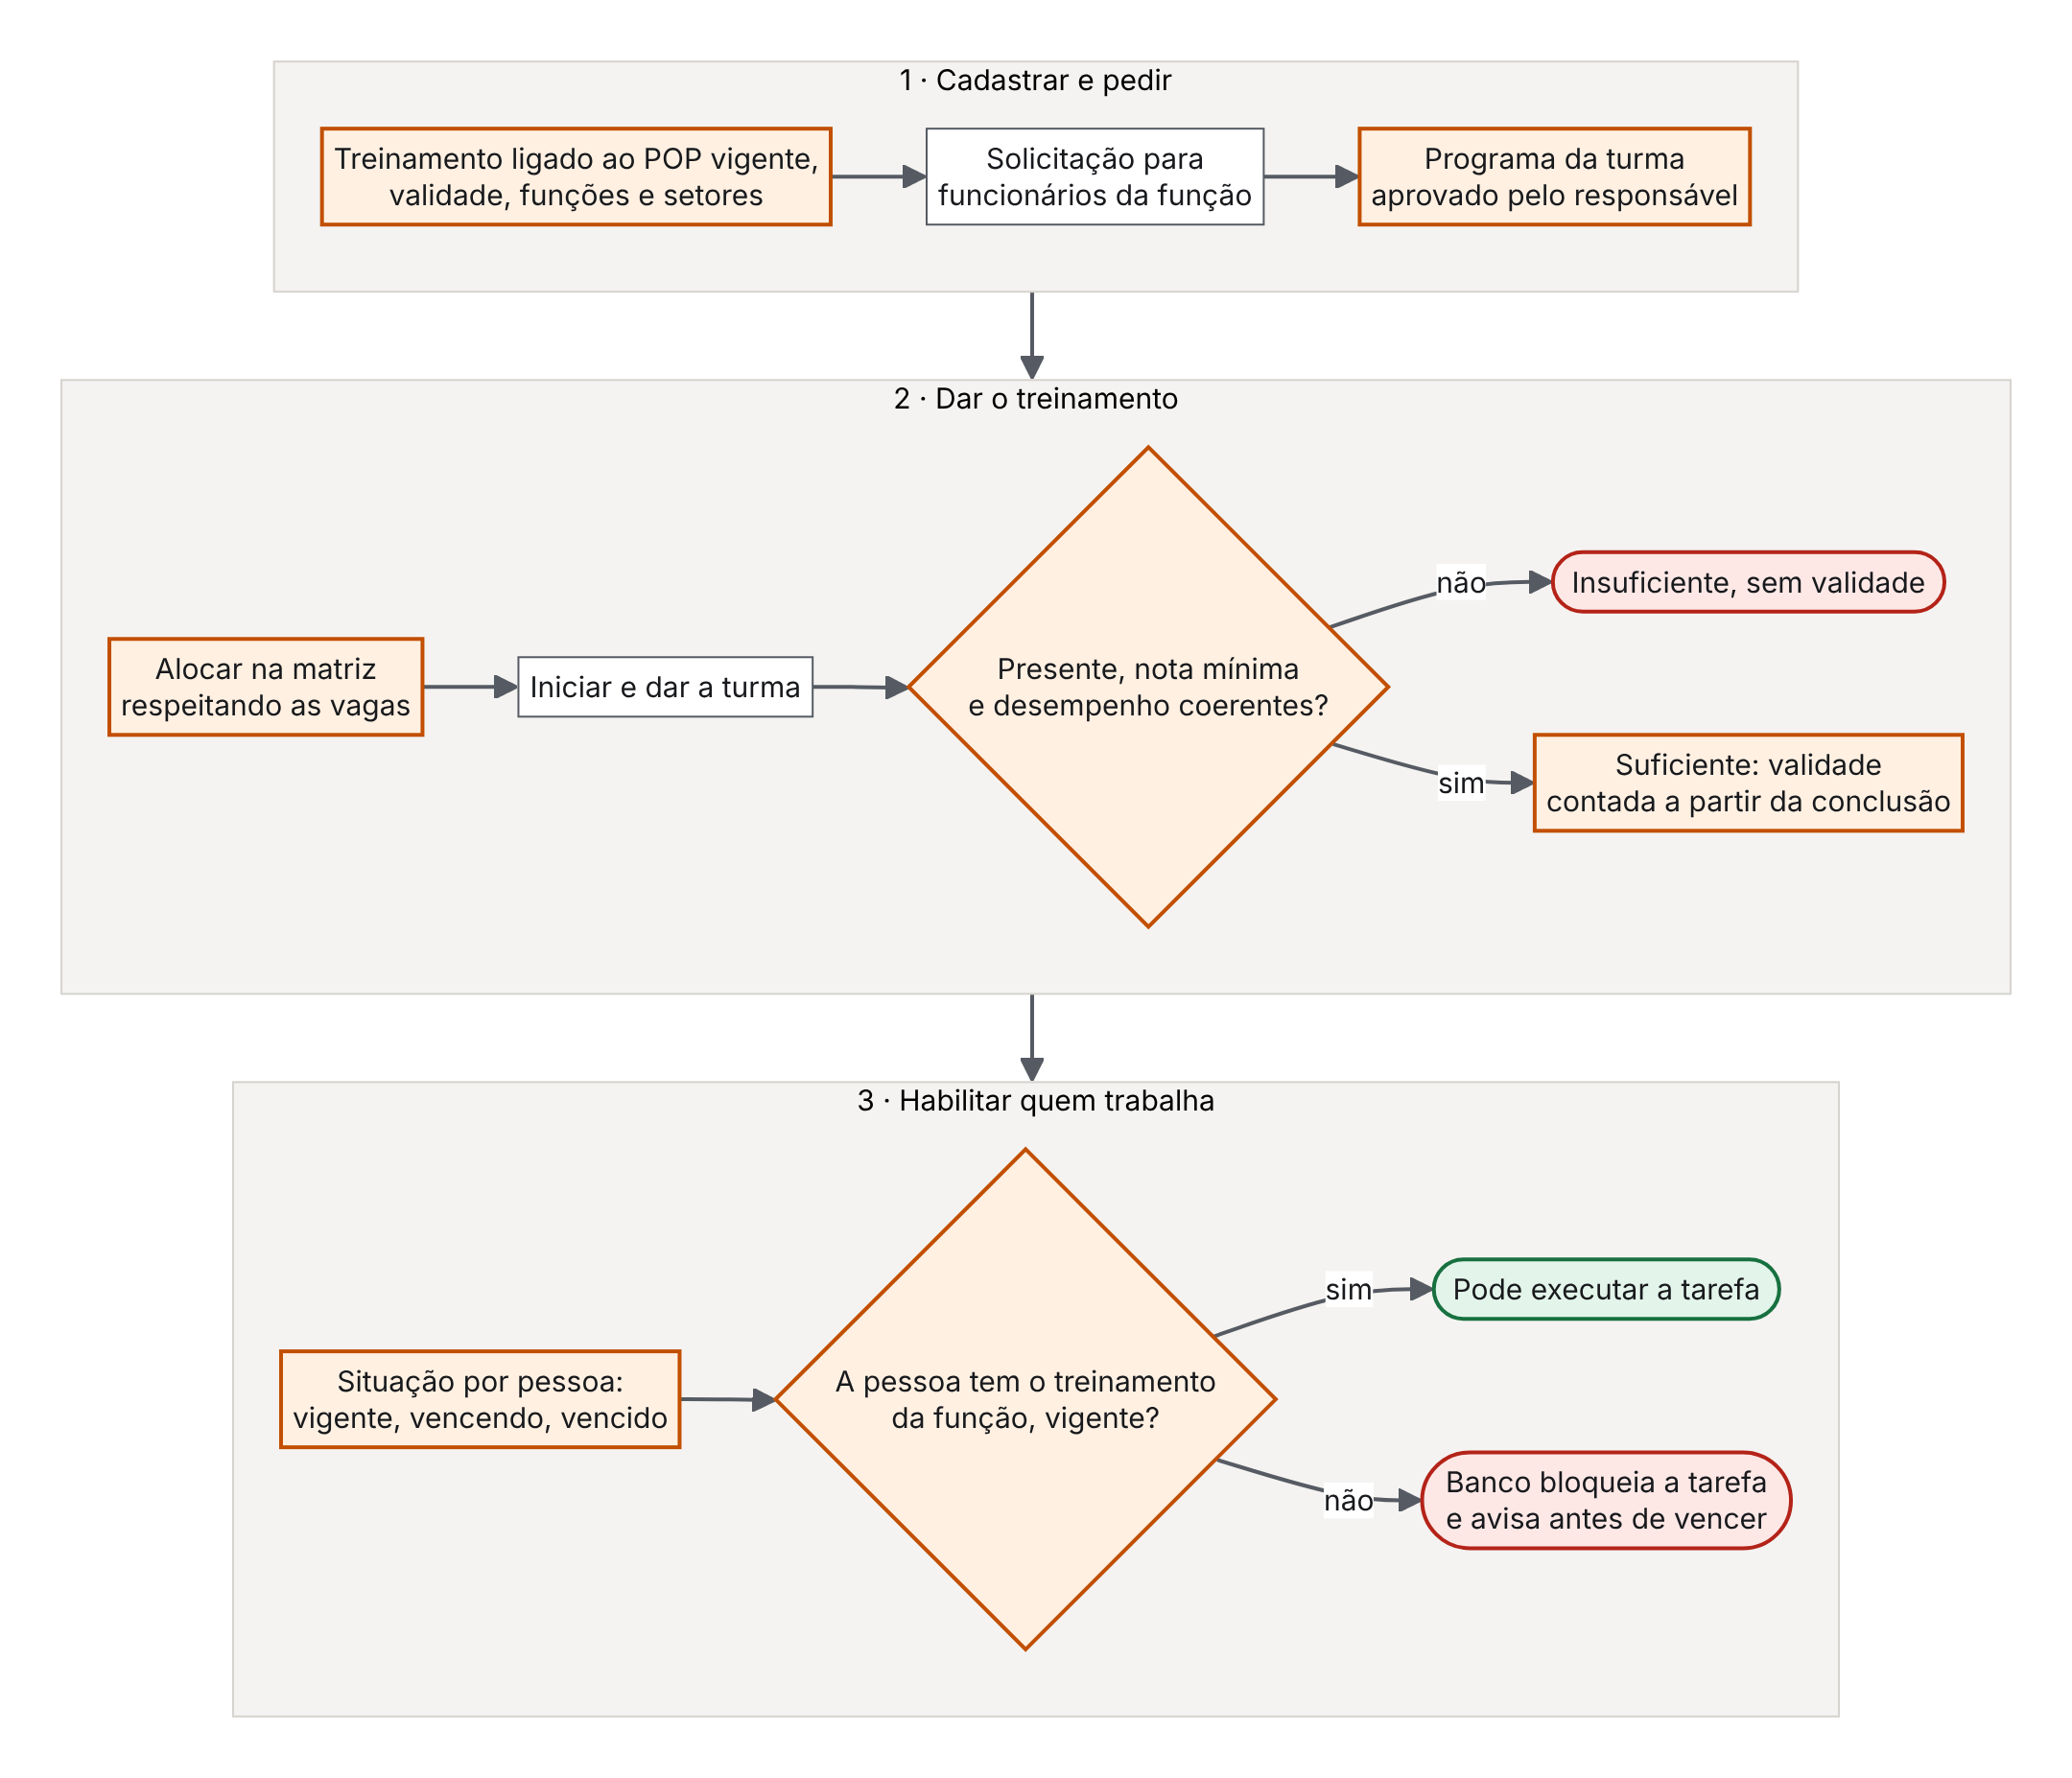 1 · Cadastrar e pedir
Treinamento ligado ao POP vigente,
validade, funções e setores
Solicitação para
funcionários da função
Programa da turma
aprovado pelo responsável
2 · Dar o treinamento
Alocar na matriz
respeitando as vagas
Iniciar e dar a turma
Presente, nota mínima
e desempenho coerentes?
não
Insuficiente, sem validade
sim
Suficiente: validade
contada a partir da conclusão
3 · Habilitar quem trabalha
Situação por pessoa:
vigente, vencendo, vencido
A pessoa tem o treinamento
da função, vigente?
sim
Pode executar a tarefa
não
Banco bloqueia a tarefa
e avisa antes de vencer